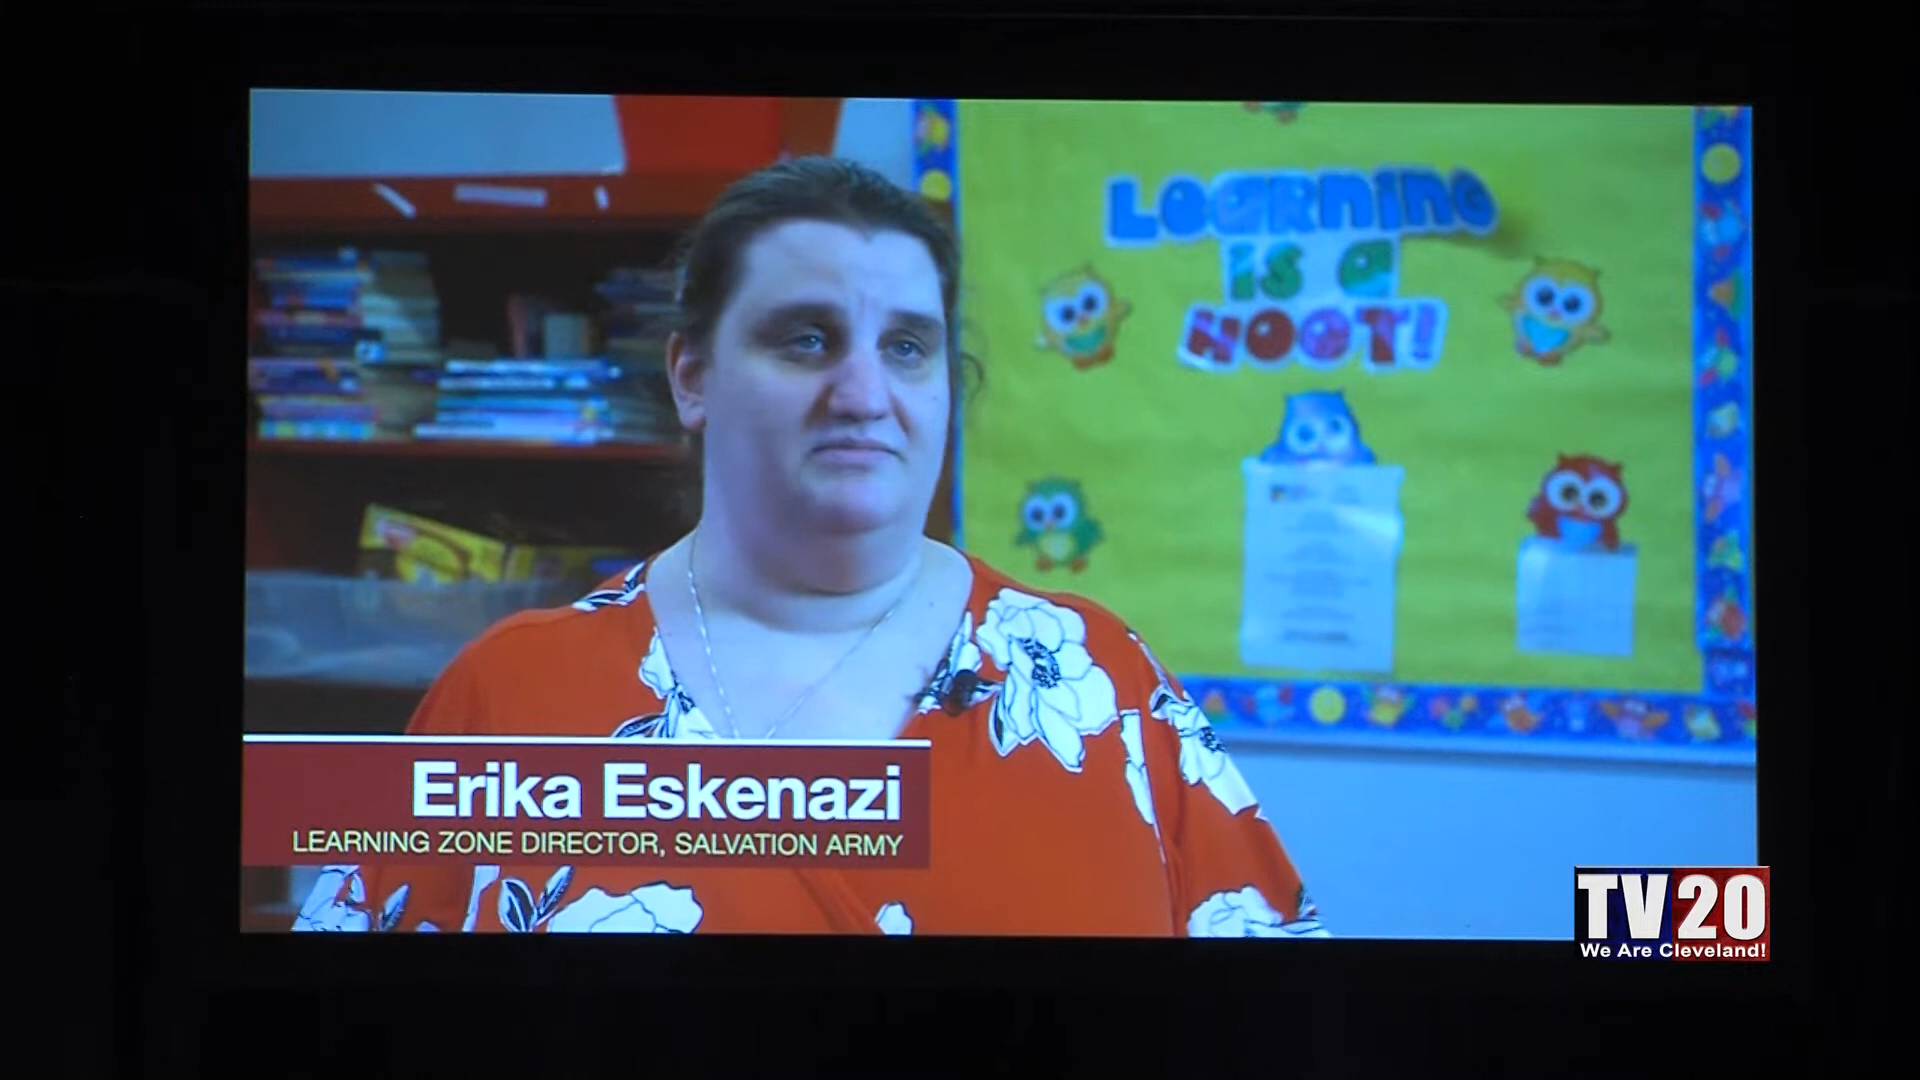 LEARNING
IS A
HOOT!
Erika Eskenazi
LEARNING ZONE DIRECTOR, SALVATION ARMY
TV20
We Are Cleveland!